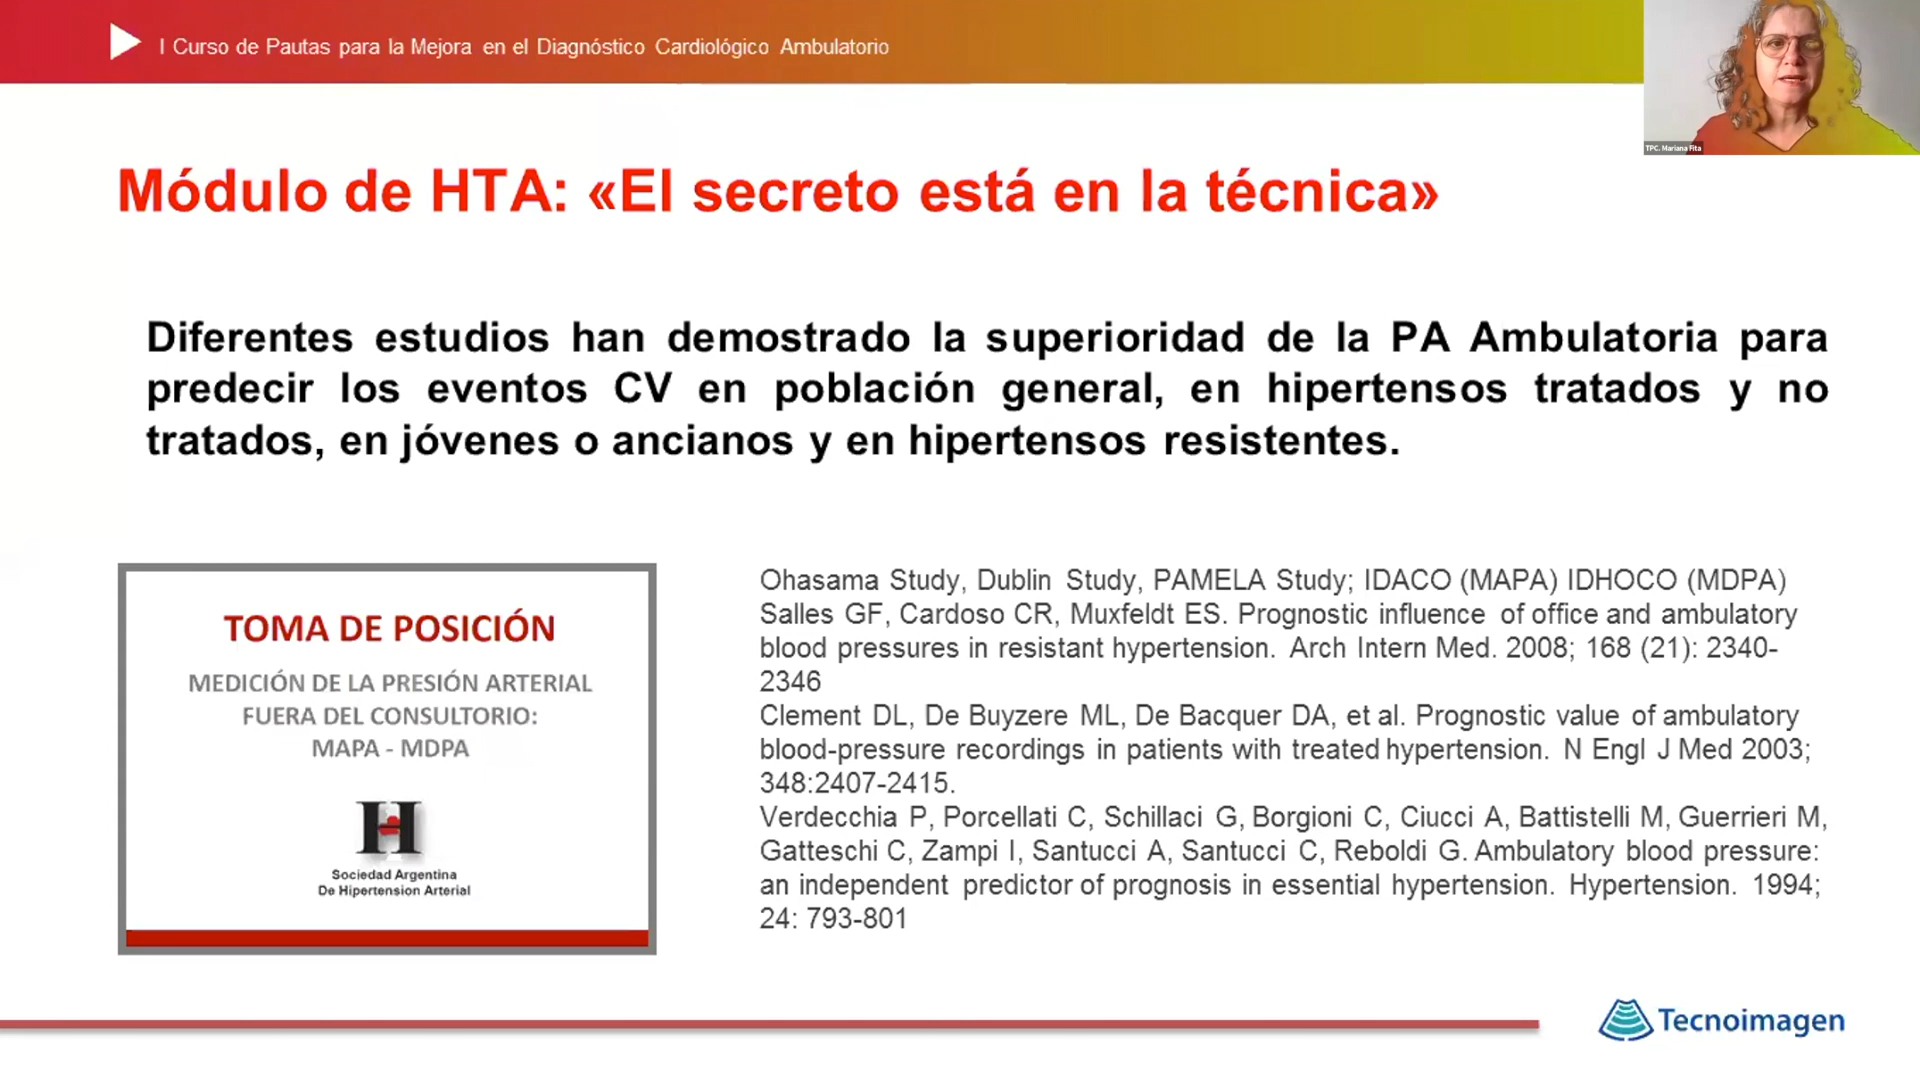 I Curso de Pautas para la Mejora en el Diagnóstico Cardiológico Ambulatorio
TPC. Mariana Fita
Módulo de HTA: «El secreto está en la técnica»
Diferentes estudios han demostrado la superioridad de la PA Ambulatoria para
predecir los eventos CV en población general, en hipertensos tratados y no
tratados, en jóvenes o ancianos y en hipertensos resistentes.
TOMA DE POSICIÓN
MEDICIÓN DE LA PRESIÓN ARTERIAL
FUERA DEL CONSULTORIO:
MAPA - MDPA
H
Sociedad Argentina
De Hipertension Arterial
Ohasama Study, Dublin Study, PAMELA Study; IDACO (MAPA) IDHOCO (MDPA)
Salles GF, Cardoso CR, Muxfeldt ES. Prognostic influence of office and ambulatory
blood pressures in resistant hypertension. Arch Intern Med. 2008; 168 (21): 2340-
2346
Clement DL, De Buyzere ML, De Bacquer DA, et al. Prognostic value of ambulatory
blood-pressure recordings in patients with treated hypertension. N Engl J Med 2003;
348:2407-2415.
Verdecchia P, Porcellati C, Schillaci G, Borgioni C, Ciucci A, Battistelli M, Guerrieri M,
Gatteschi C, Zampi I, Santucci A, Santucci C, Reboldi G. Ambulatory blood pressure:
an independent predictor of prognosis in essential hypertension. Hypertension. 1994;
24: 793-801
Tecnoimagen